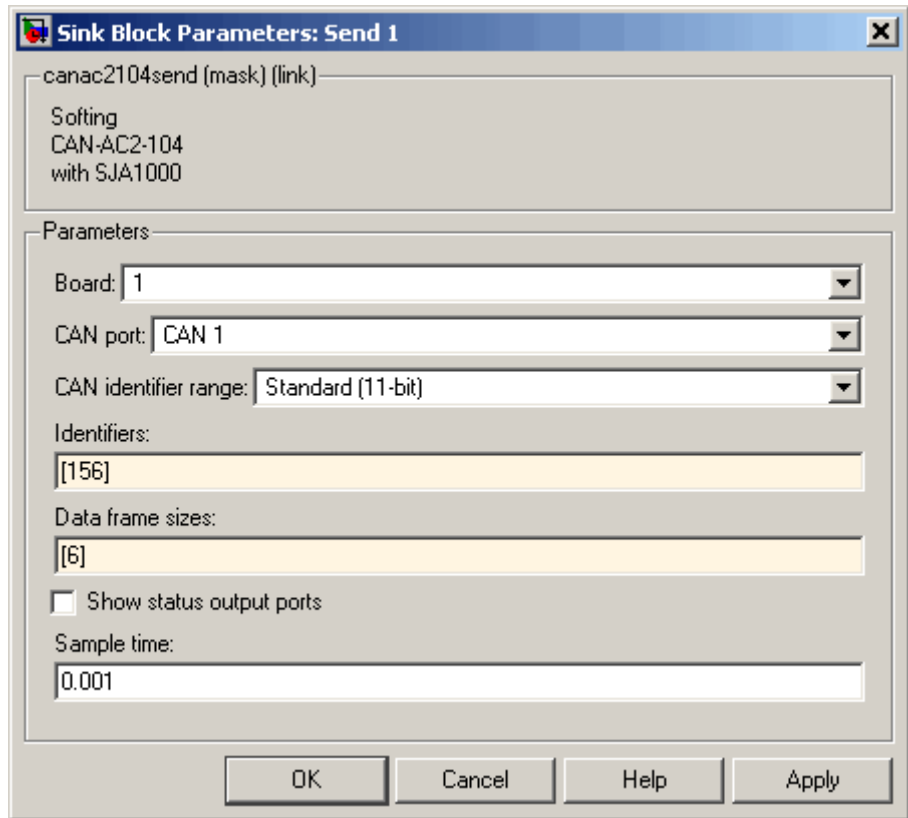 Sink Block Parameters: Send 1
canac2104send (mask) (link)
Softing
CAN-AC2-104
with SJA1000
Parameters
Board: 1
CAN port: CAN 1
CAN identifier range: Standard (11-bit)
Identifiers:
[156]
Data frame sizes:
[6]
Show status output ports
Sample time:
0.001
OK Cancel Help Apply